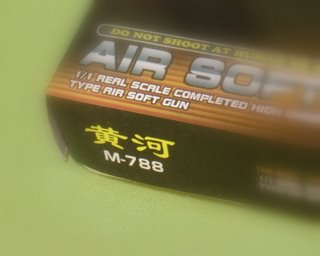 DO NOT SHOOT AT HUM
AIR SOFT
1/1 REAL SCALE COMPLETED HIGH
TYPE AIR SOFT GUN
黄河
M-788